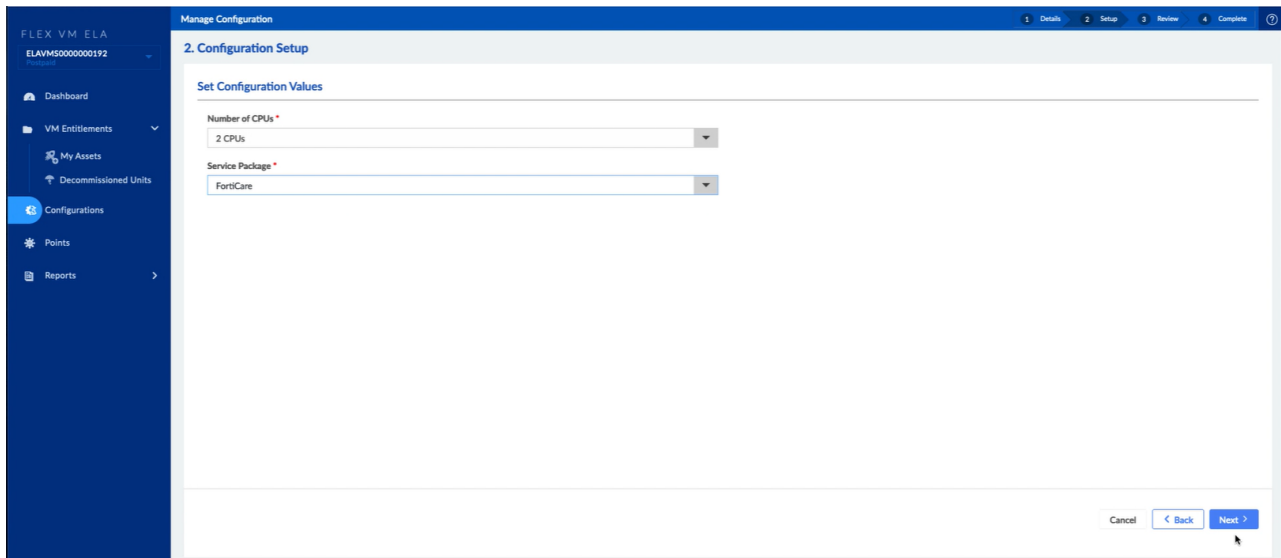 Manage Configuration
1 Details 2 Setup 3 Review 4 Complete ?
FLEX VM ELA
ELAVMS0000000192
Postpaid
Dashboard
VM Entitlements
My Assets
Decommissioned Units
Configurations
Points
Reports
2. Configuration Setup
Set Configuration Values
Number of CPUs *
2 CPUs
Service Package *
FortiCare
Cancel
< Back
Next >